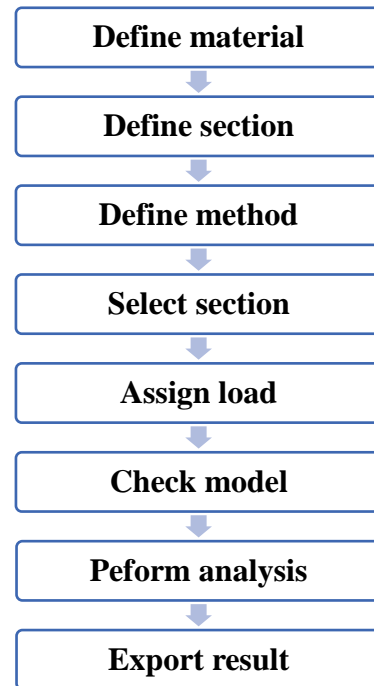 Define material
Define section
Define method
Select section
Assign load
Check model
Peform analysis
Export result